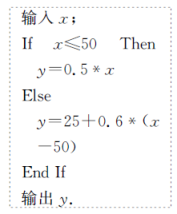 输入 x;
If x≤50 Then
y=0.5*x
Else
y=25+0.6*(x
-50)
End If
输出 y.